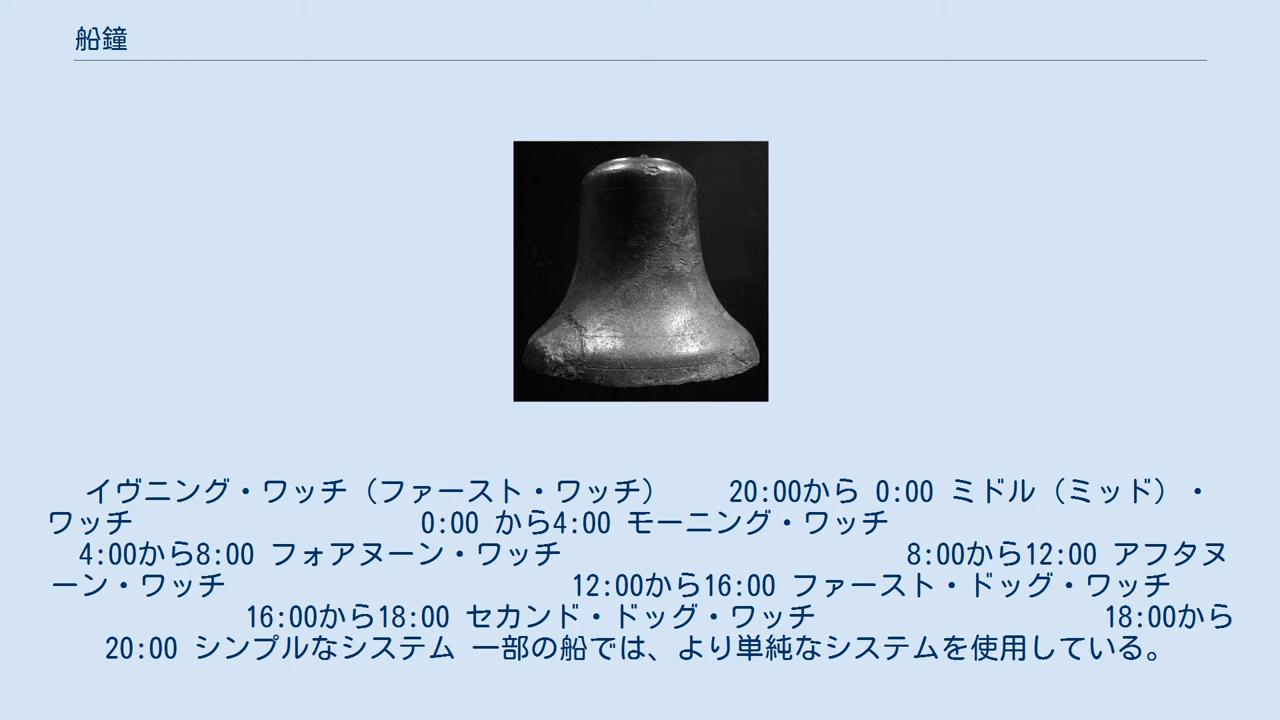 船鐘
イヴニング・ワッチ（ファースト・ワッチ） 20:00から 0:00 ミドル（ミッド）・
ワッチ 0:00 から4:00 モーニング・ワッチ
4:00から8:00 フォアヌーン・ワッチ 8:00から12:00 アフタヌ
ーン・ワッチ 12:00から16:00 ファースト・ドッグ・ワッチ
16:00から18:00 セカンド・ドッグ・ワッチ 18:00から
20:00 シンプルなシステム 一部の船では、より単純なシステムを使用している。